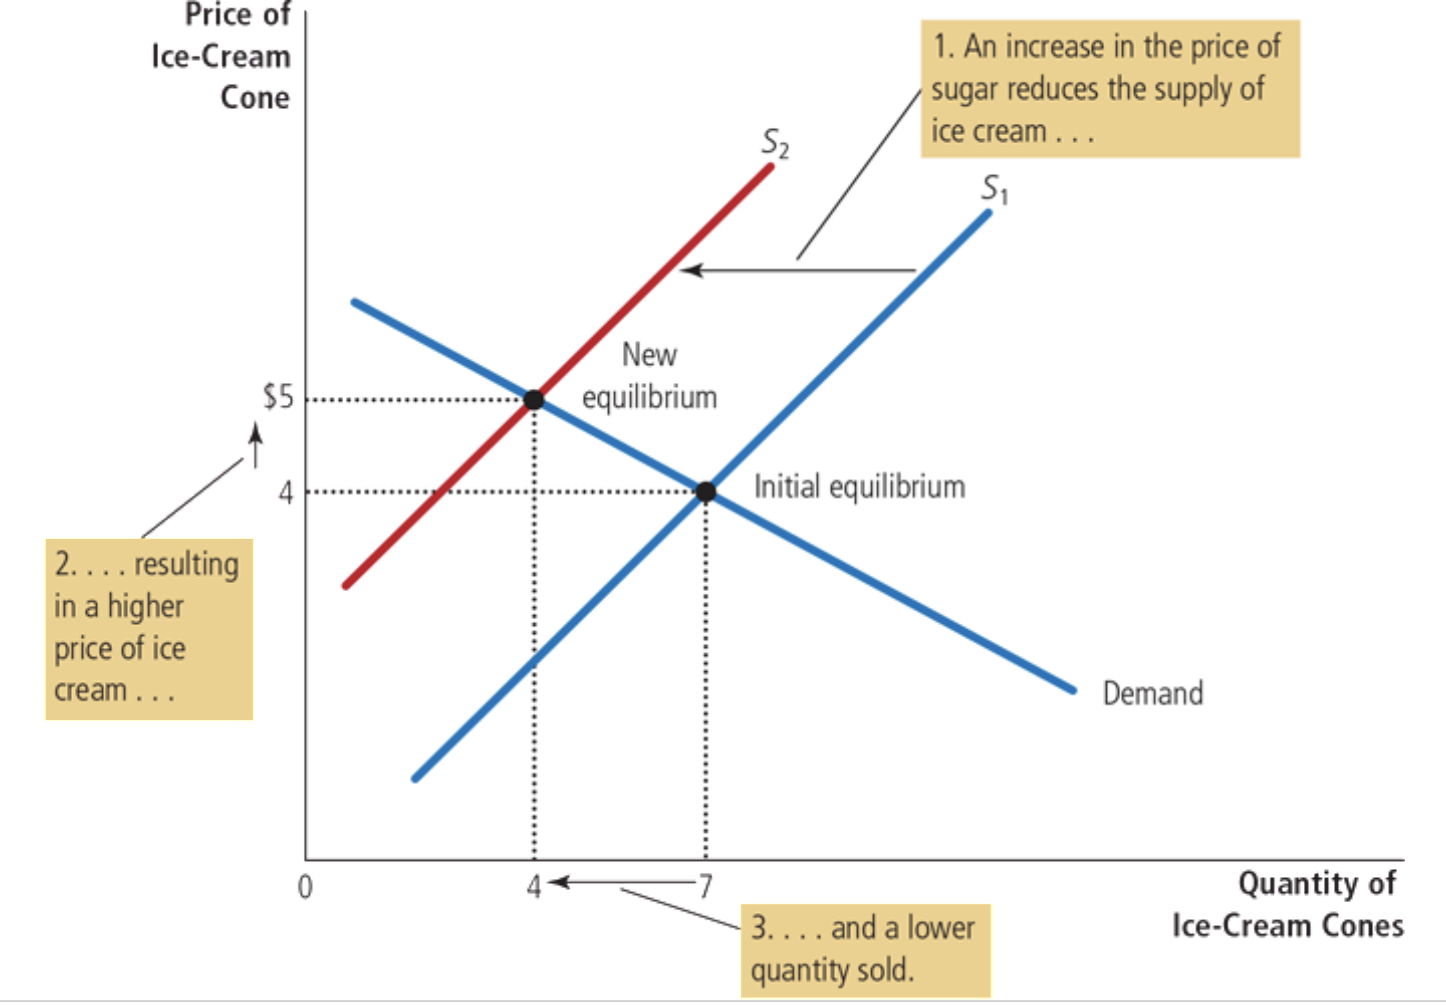 Price of
Ice-Cream
Cone
1. An increase in the price of
sugar reduces the supply of
ice cream . . .
S2
S1
New
equilibrium
$5
Initial equilibrium
4
2. . . . resulting
in a higher
price of ice
cream . . .
Demand
0
4
7
Quantity of
Ice-Cream Cones
3. . . . and a lower
quantity sold.